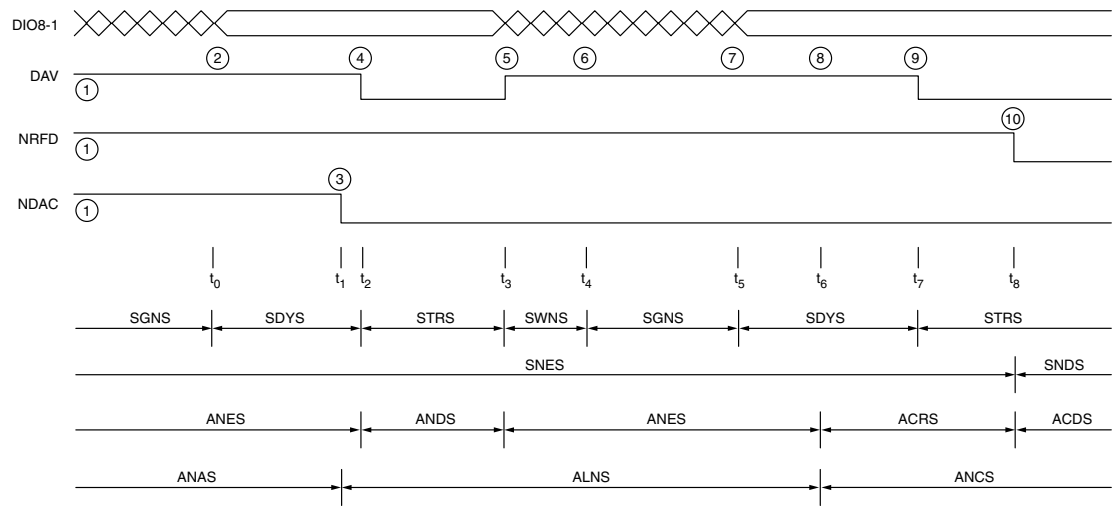 DIO8-1
2 4 5 6 7 8 9
DAV
1
10
NRFD
1
3
NDAC
1
t0 t1 t2 t3 t4 t5 t6 t7 t8
SGNS SDYS STRS SWNS SGNS SDYS STRS
SNES SNDS
ANES ANDS ANES ACRS ACDS
ANAS ALNS ANCS